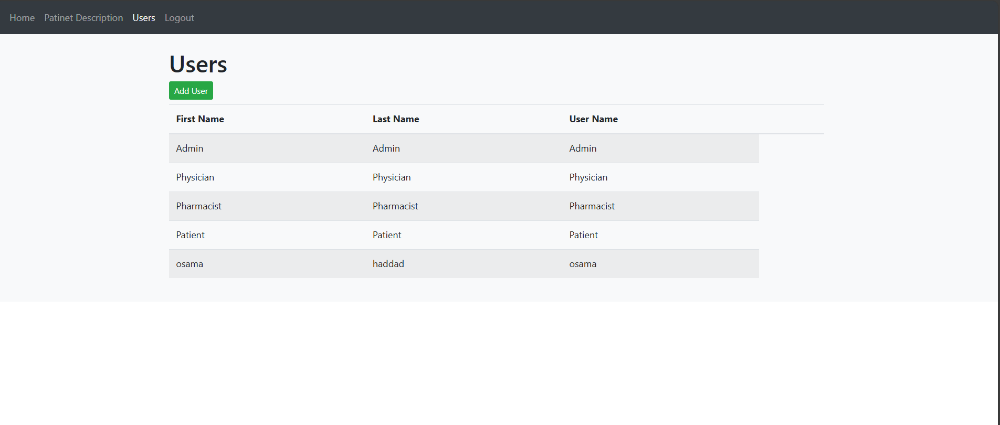 Home Patinet Description Users Logout
Users
Add User
First Name Last Name User Name
Admin Admin Admin
Physician Physician Physician
Pharmacist Pharmacist Pharmacist
Patient Patient Patient
osama haddad osama